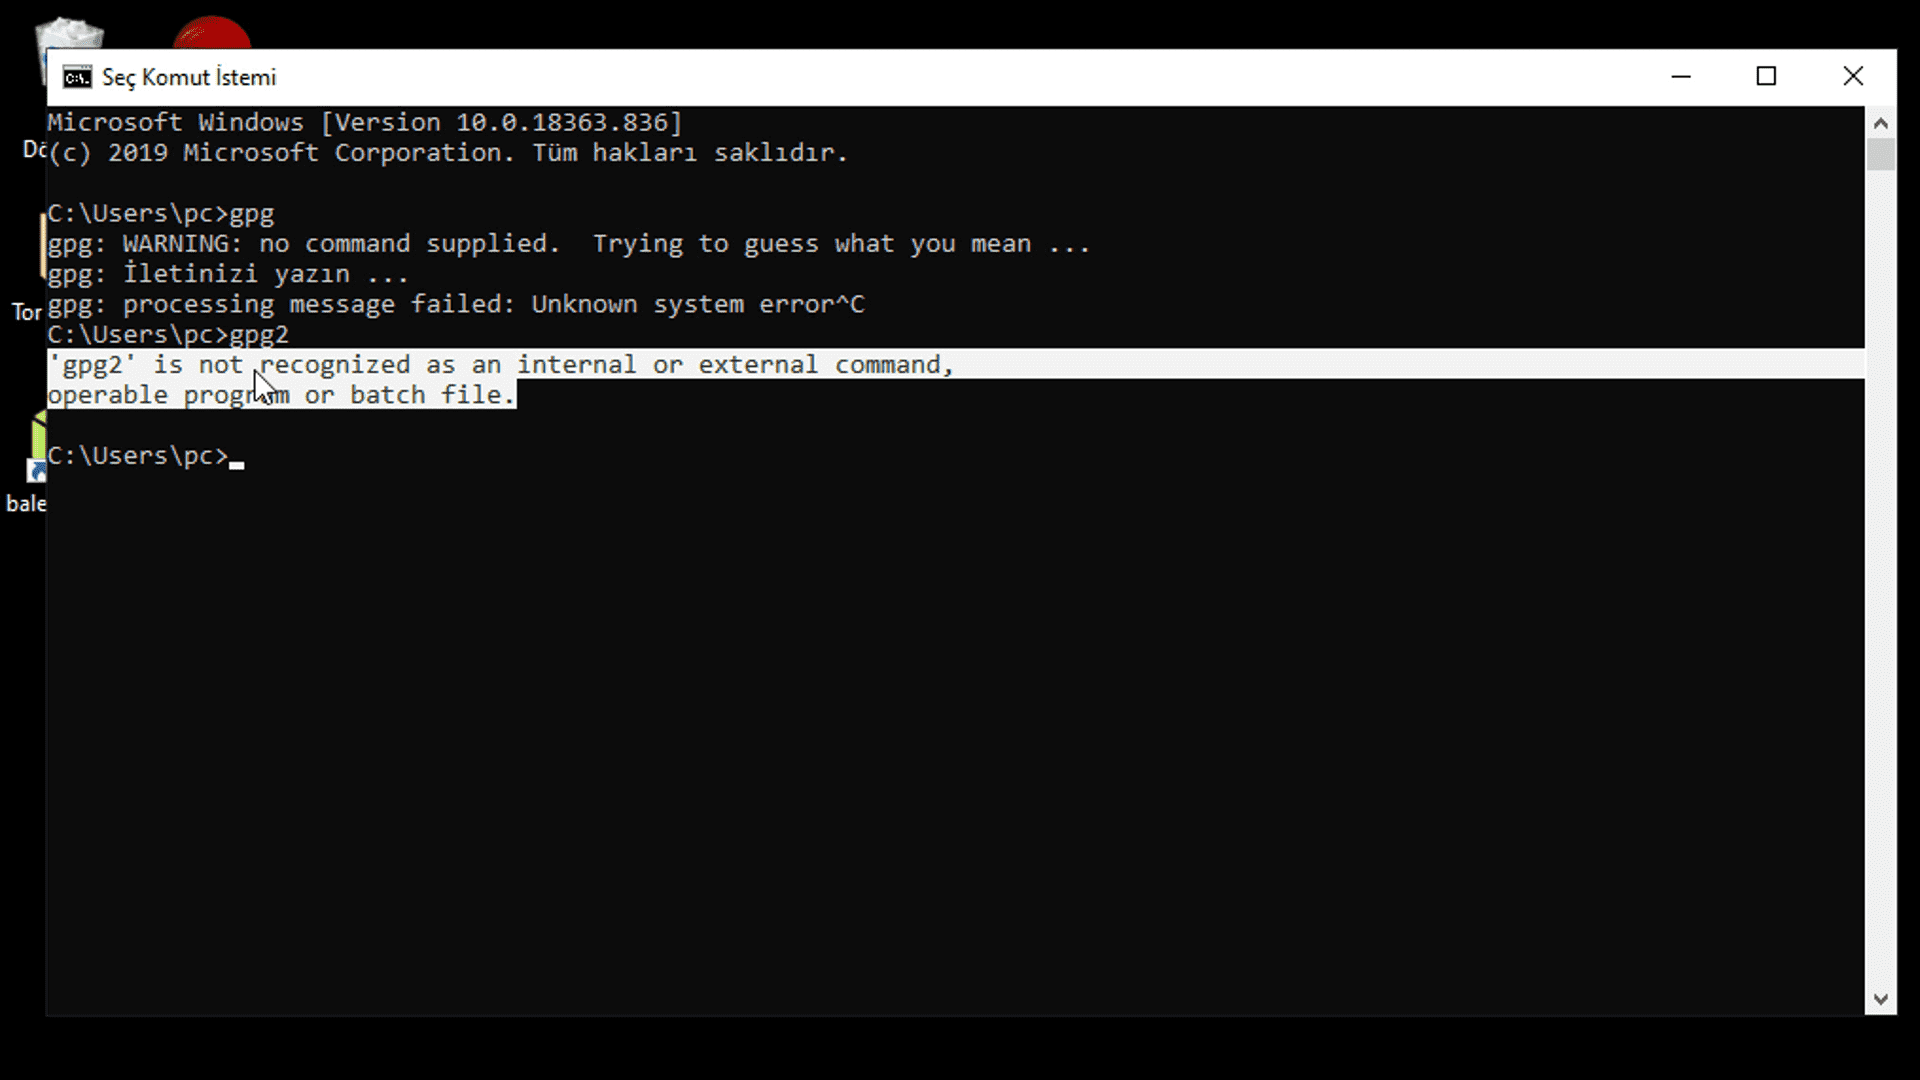 Seç Komut İstemi
Microsoft Windows [Version 10.0.18363.836]
(c) 2019 Microsoft Corporation. Tüm hakları saklıdır.
C:\Users\pc>gpg
gpg: WARNING: no command supplied.  Trying to guess what you mean ...
gpg: İletinizi yazın ...
gpg: processing message failed: Unknown system error^C
C:\Users\pc>gpg2
'gpg2' is not recognized as an internal or external command,
operable program or batch file.
C:\Users\pc>
Tor
bale